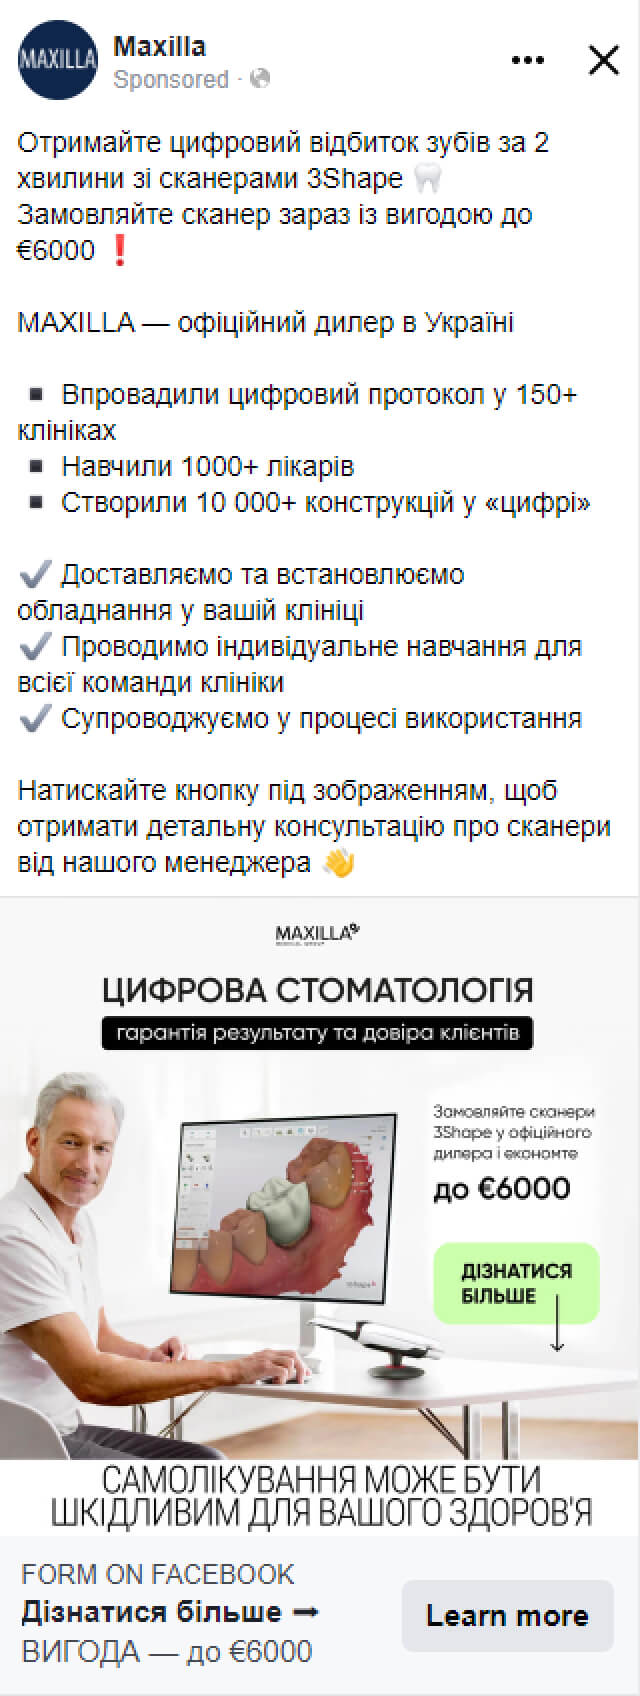 MAXILLA
Maxilla
Sponsored ·
Отримайте цифровий відбиток зубів за 2
хвилини зі сканерами 3Shape 🦷
Замовляйте сканер зараз із вигодою до
€6000 ❗
MAXILLA — офіційний дилер в Україні
▪ Впровадили цифровий протокол у 150+
клініках
▪ Навчили 1000+ лікарів
▪ Створили 10 000+ конструкцій у «цифрі»
✔ Доставляємо та встановлюємо
обладнання у вашій клініці
✔ Проводимо індивідуальне навчання для
всієї команди клініки
✔ Супроводжуємо у процесі використання
Натискайте кнопку під зображенням, щоб
отримати детальну консультацію про сканери
від нашого менеджера 👋
MAXILLA
ЦИФРОВА СТОМАТОЛОГІЯ
гарантія результату та довіра клієнтів
Замовляйте сканери
3Shape у офіційного
дилера і економте
до €6000
ДІЗНАТИСЯ
БІЛЬШЕ
3shape
САМОЛІКУВАННЯ МОЖЕ БУТИ
ШКІДЛИВИМ ДЛЯ ВАШОГО ЗДОРОВ'Я
FORM ON FACEBOOK
Дізнатися більше ➞
ВИГОДА — до €6000
Learn more